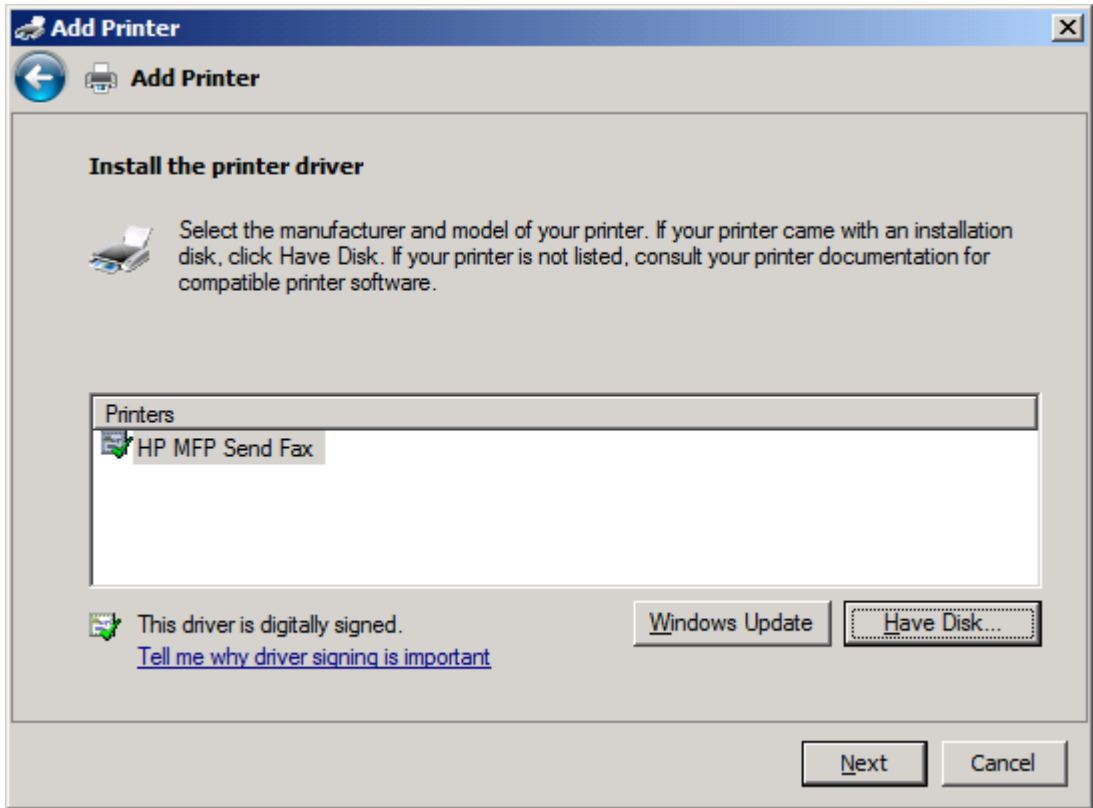 Add Printer
Add Printer
Install the printer driver
Select the manufacturer and model of your printer. If your printer came with an installation
disk, click Have Disk. If your printer is not listed, consult your printer documentation for
compatible printer software.
Printers
HP MFP Send Fax
This driver is digitally signed.
Windows Update
Have Disk...
Tell me why driver signing is important
Next
Cancel